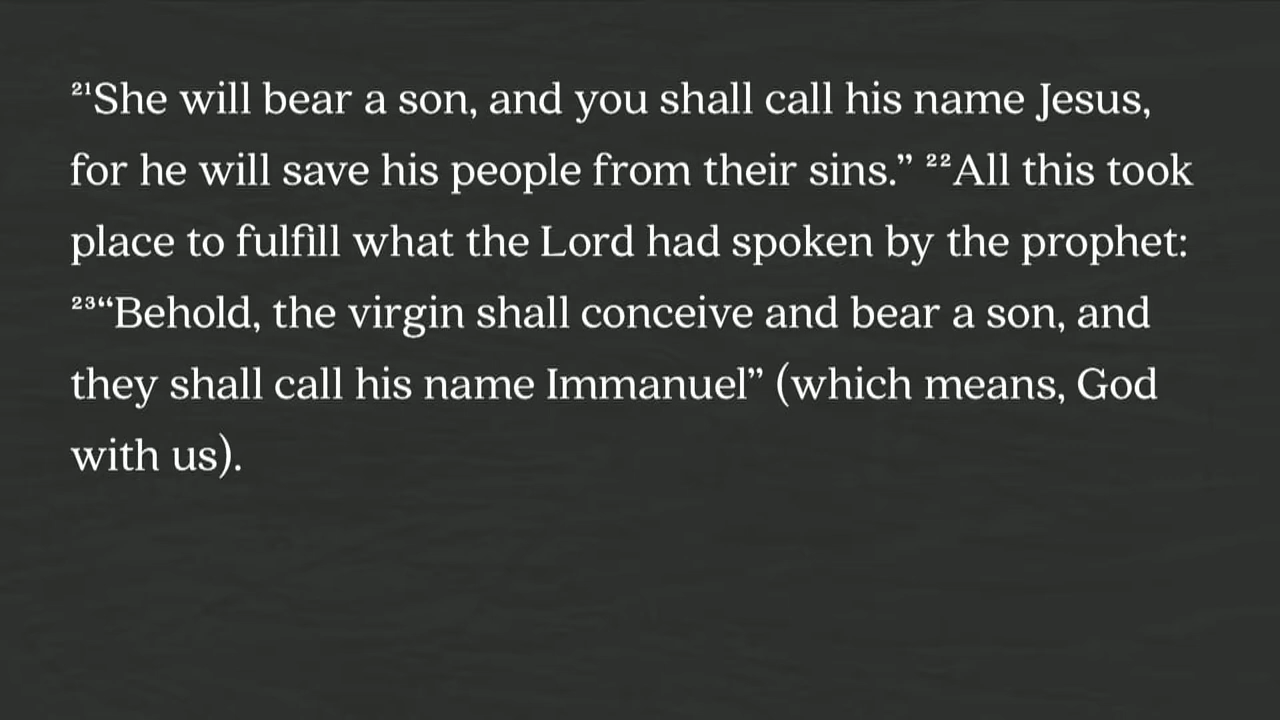 ²¹She will bear a son, and you shall call his name Jesus,
for he will save his people from their sins.” ²²All this took
place to fulfill what the Lord had spoken by the prophet:
²³“Behold, the virgin shall conceive and bear a son, and
they shall call his name Immanuel” (which means, God
with us).